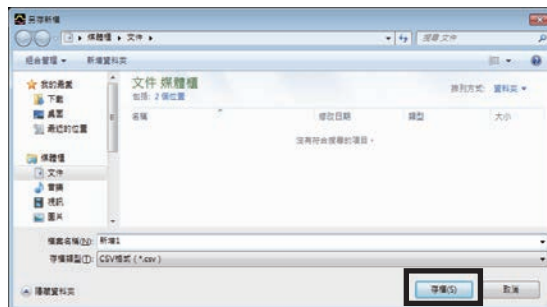 另存新檔
媒體櫃 ▸ 文件 ▸
搜尋 文件
組合管理 ▾ 新增資料夾
我的最愛
下載
桌面
最近的位置
媒體櫃
文件
音樂
視訊
圖片
文件 媒體櫃
包括: 2 個位置
排列方式: 資料夾 ▾
名稱 修改日期 類型 大小
沒有符合搜尋的項目。
檔案名稱(N): 新增1
存檔類型(T): CSV格式 ( *.csv )
隱藏資料夾
存檔(S)
取消